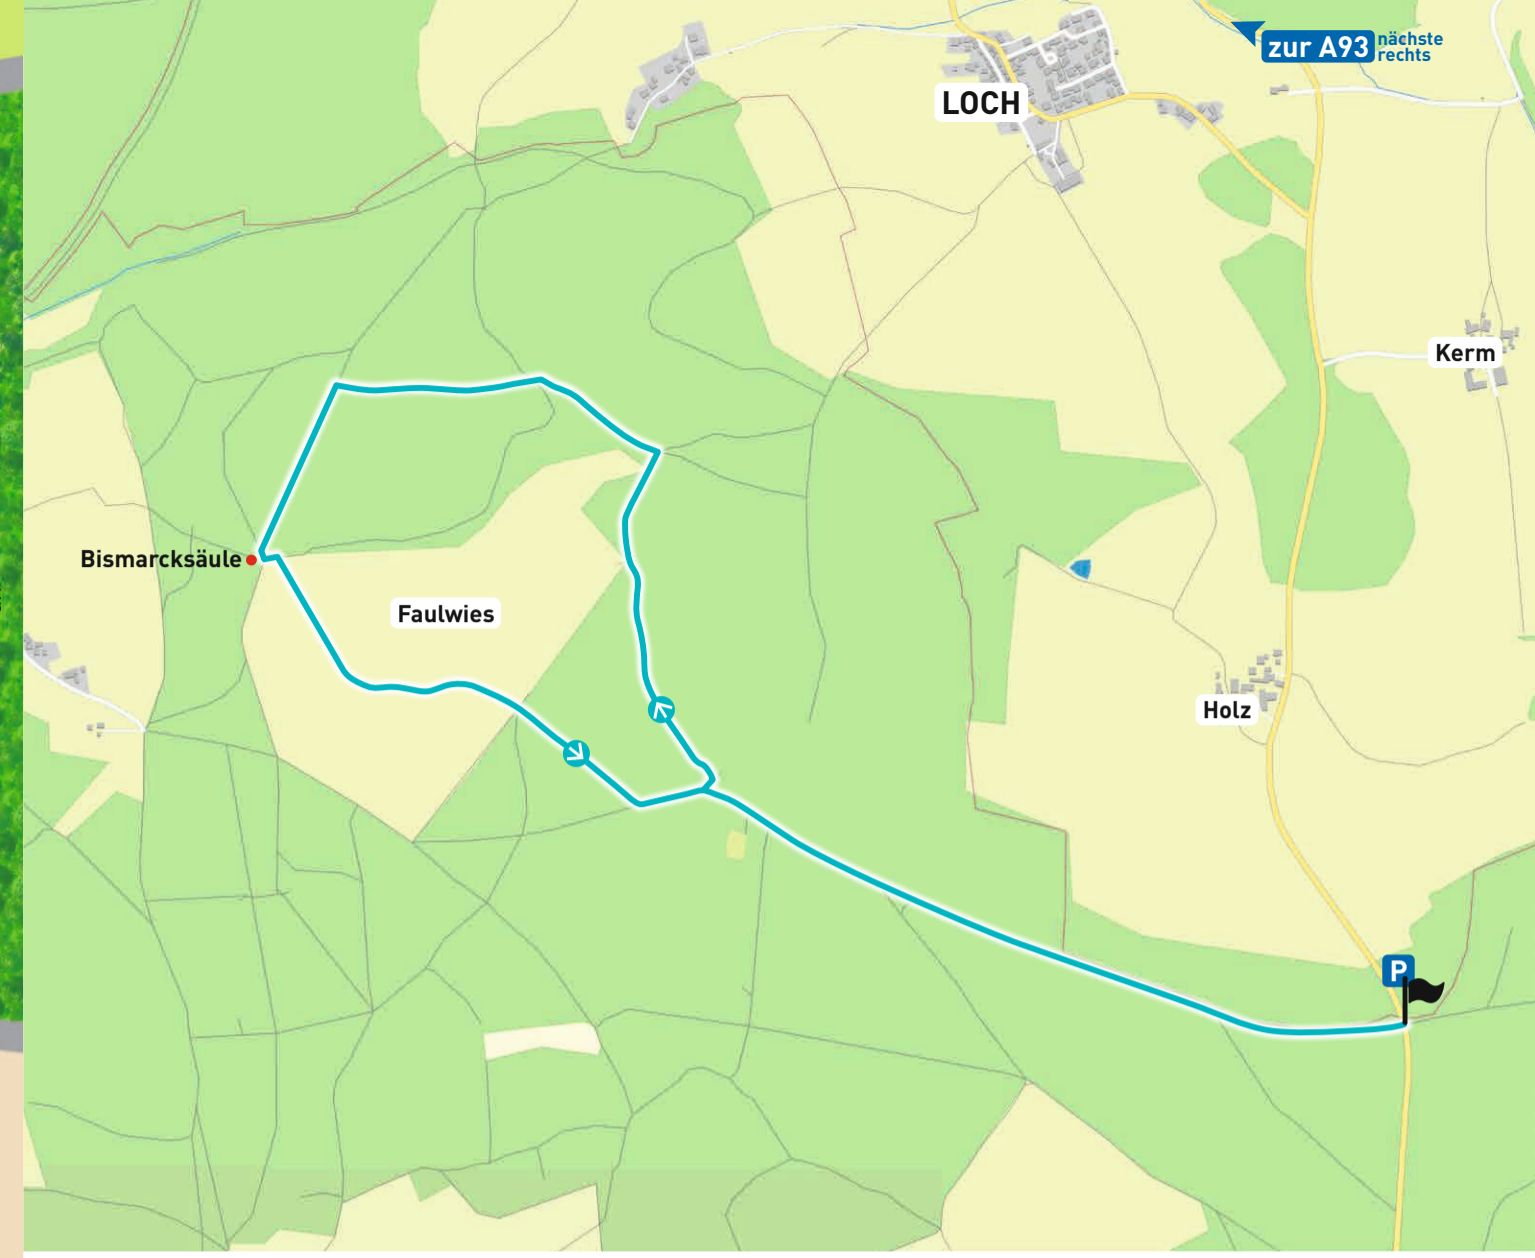 zur A93 nächste
rechts
LOCH
Kerm
Bismarcksäule
Faulwies
Holz
P